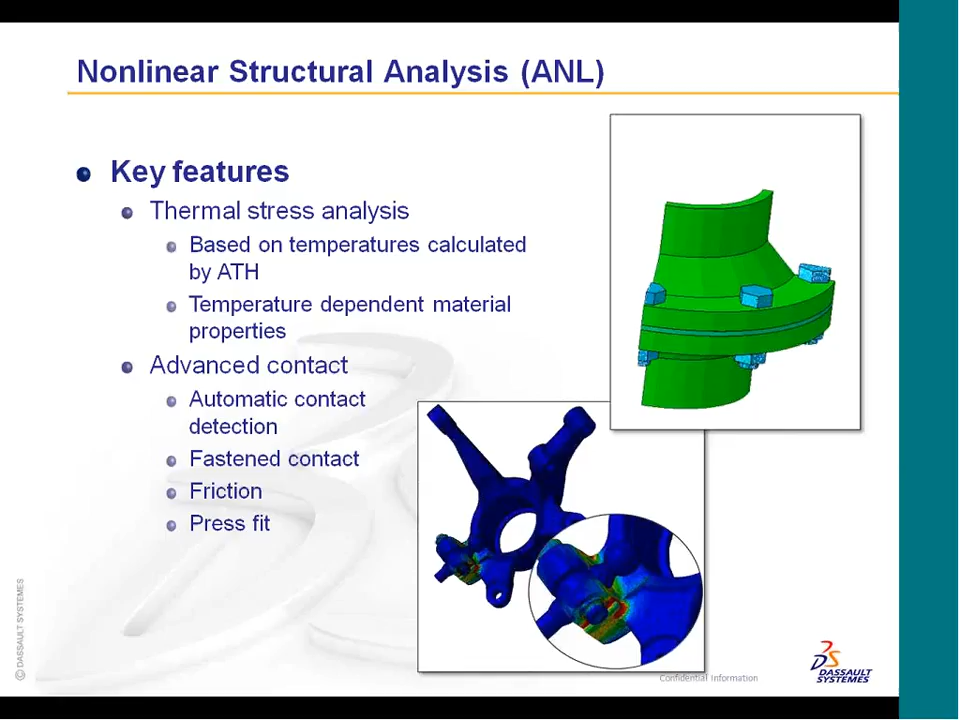 Nonlinear Structural Analysis (ANL)
Key features
Thermal stress analysis
Based on temperatures calculated
by ATH
Temperature dependent material
properties
Advanced contact
Automatic contact
detection
Fastened contact
Friction
Press fit
© DASSAULT SYSTEMES
Confidential Information
DS
DASSAULT
SYSTEMES